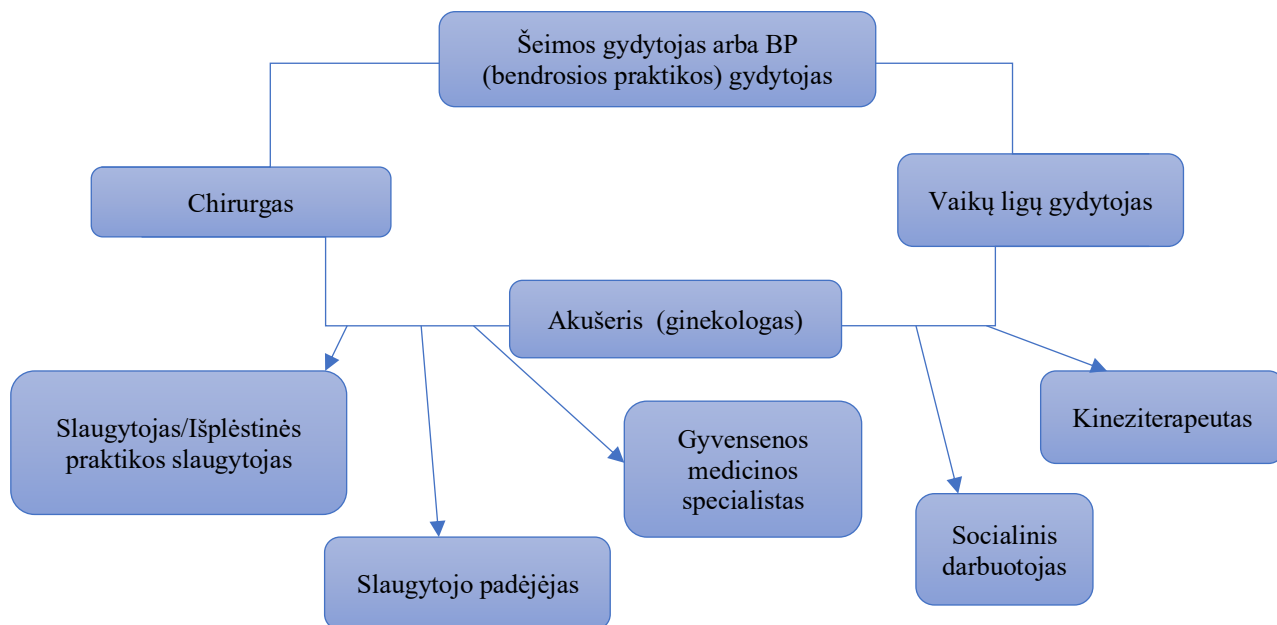 Šeimos gydytojas arba BP
(bendrosios praktikos) gydytojas
Chirurgas
Vaikų ligų gydytojas
Akušeris (ginekologas)
Slaugytojas/Išplėstinės
praktikos slaugytojas
Gyvensenos
medicinos
specialistas
Kineziterapeutas
Slaugytojo padėjėjas
Socialinis
darbuotojas